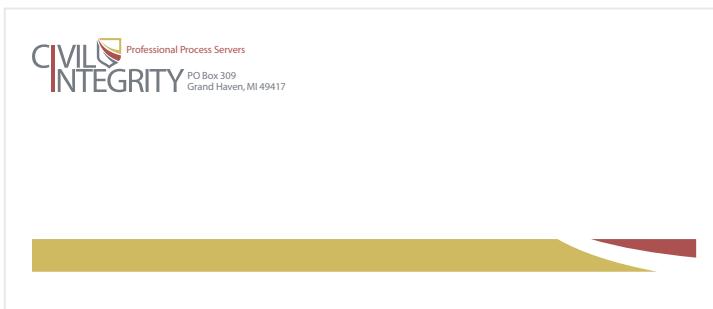 CIVIL
INTEGRITY
Professional Process Servers
PO Box 309
Grand Haven, MI 49417